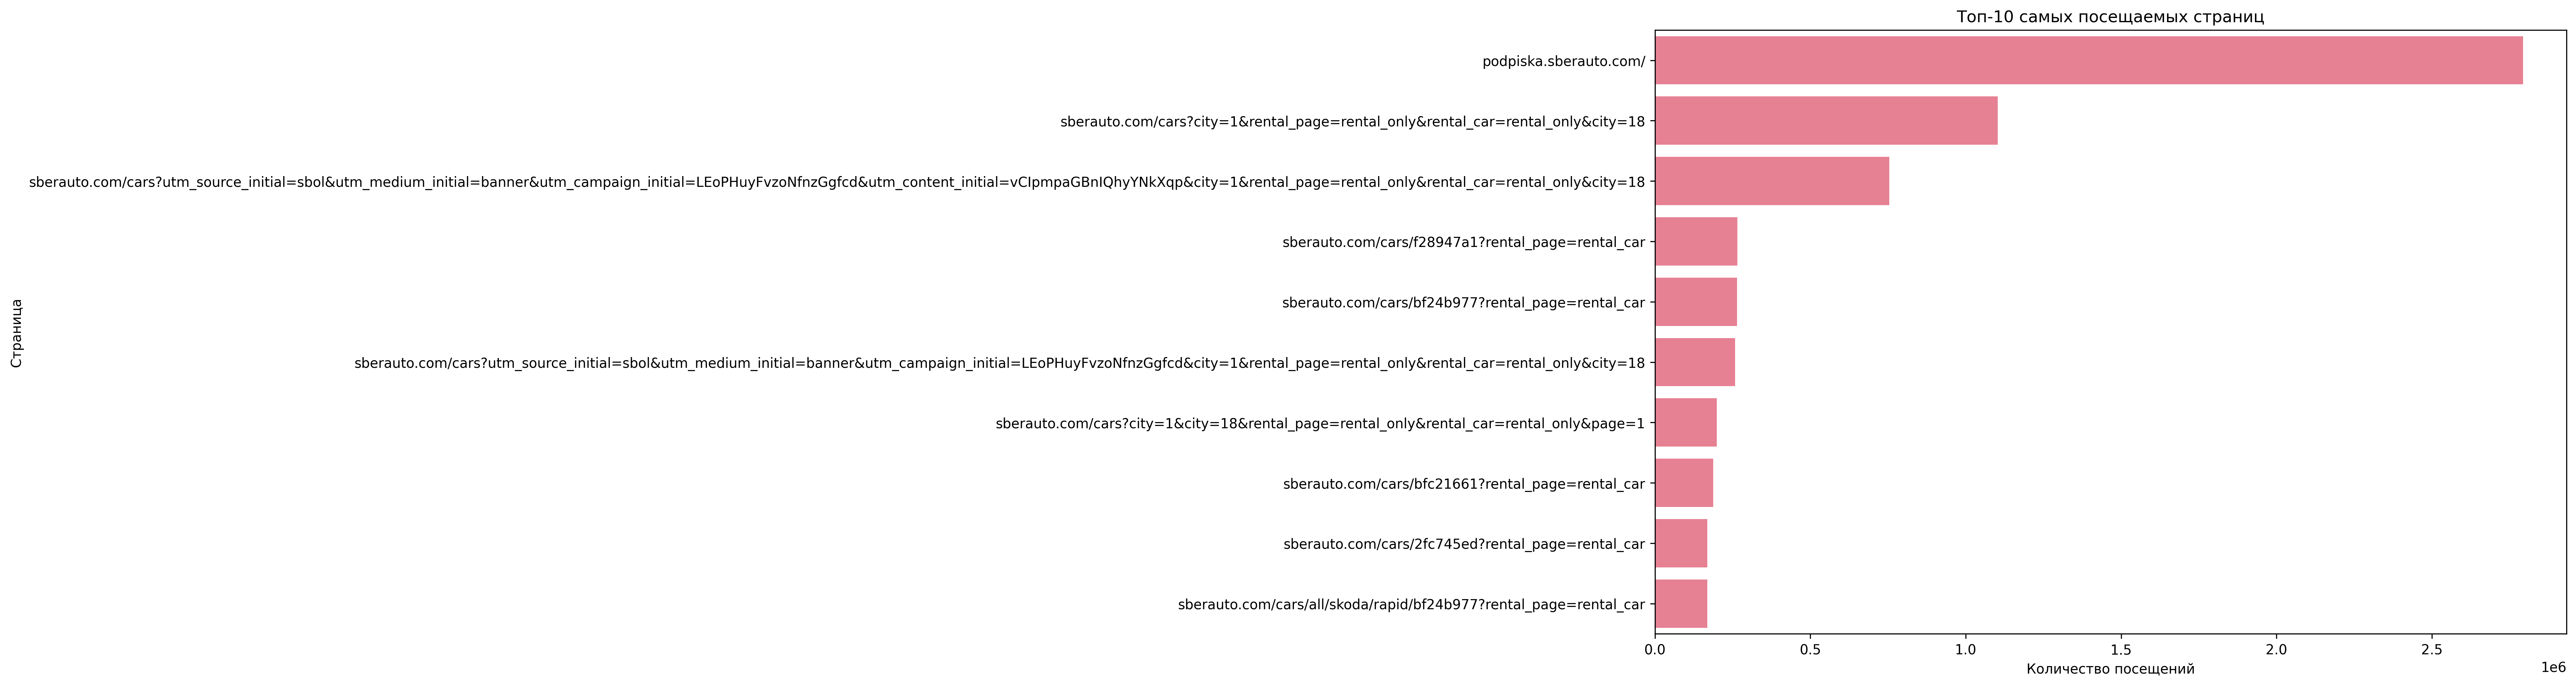 Топ-10 самых посещаемых страниц
Страница
podpiska.sberauto.com/
sberauto.com/cars?city=1&rental_page=rental_only&rental_car=rental_only&city=18
sberauto.com/cars?utm_source_initial=sbol&utm_medium_initial=banner&utm_campaign_initial=LEoPHuyFvzoNfnzGgfcd&utm_content_initial=vCIpmpaGBnIQhyYNkXqp&city=1&rental_page=rental_only&rental_car=rental_only&city=18
sberauto.com/cars/f28947a1?rental_page=rental_car
sberauto.com/cars/bf24b977?rental_page=rental_car
sberauto.com/cars?utm_source_initial=sbol&utm_medium_initial=banner&utm_campaign_initial=LEoPHuyFvzoNfnzGgfcd&city=1&rental_page=rental_only&rental_car=rental_only&city=18
sberauto.com/cars?city=1&city=18&rental_page=rental_only&rental_car=rental_only&page=1
sberauto.com/cars/bfc21661?rental_page=rental_car
sberauto.com/cars/2fc745ed?rental_page=rental_car
sberauto.com/cars/all/skoda/rapid/bf24b977?rental_page=rental_car
0.0 0.5 1.0 1.5 2.0 2.5
Количество посещений
1e6